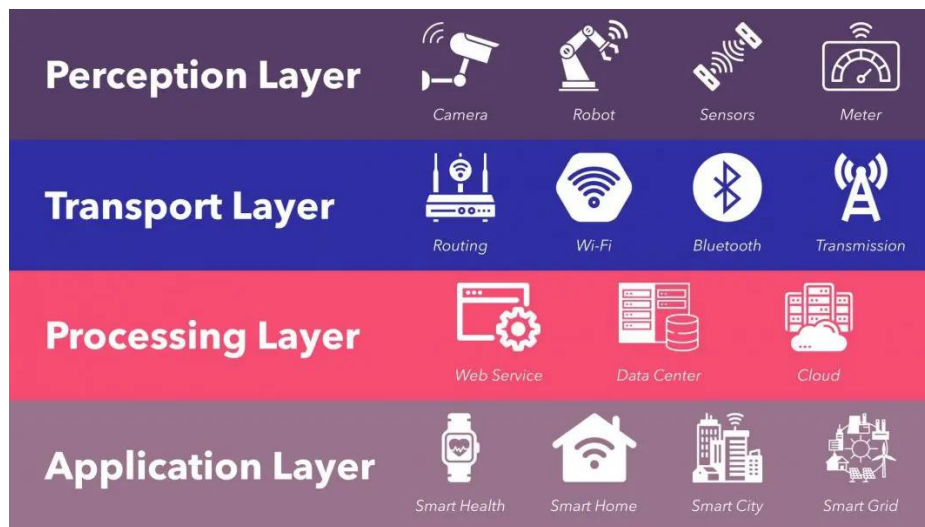 Perception Layer
Camera
Robot
Sensors
Meter
Transport Layer
Routing
Wi-Fi
Bluetooth
Transmission
Processing Layer
Web Service
Data Center
Cloud
Application Layer
Smart Health
Smart Home
Smart City
Smart Grid